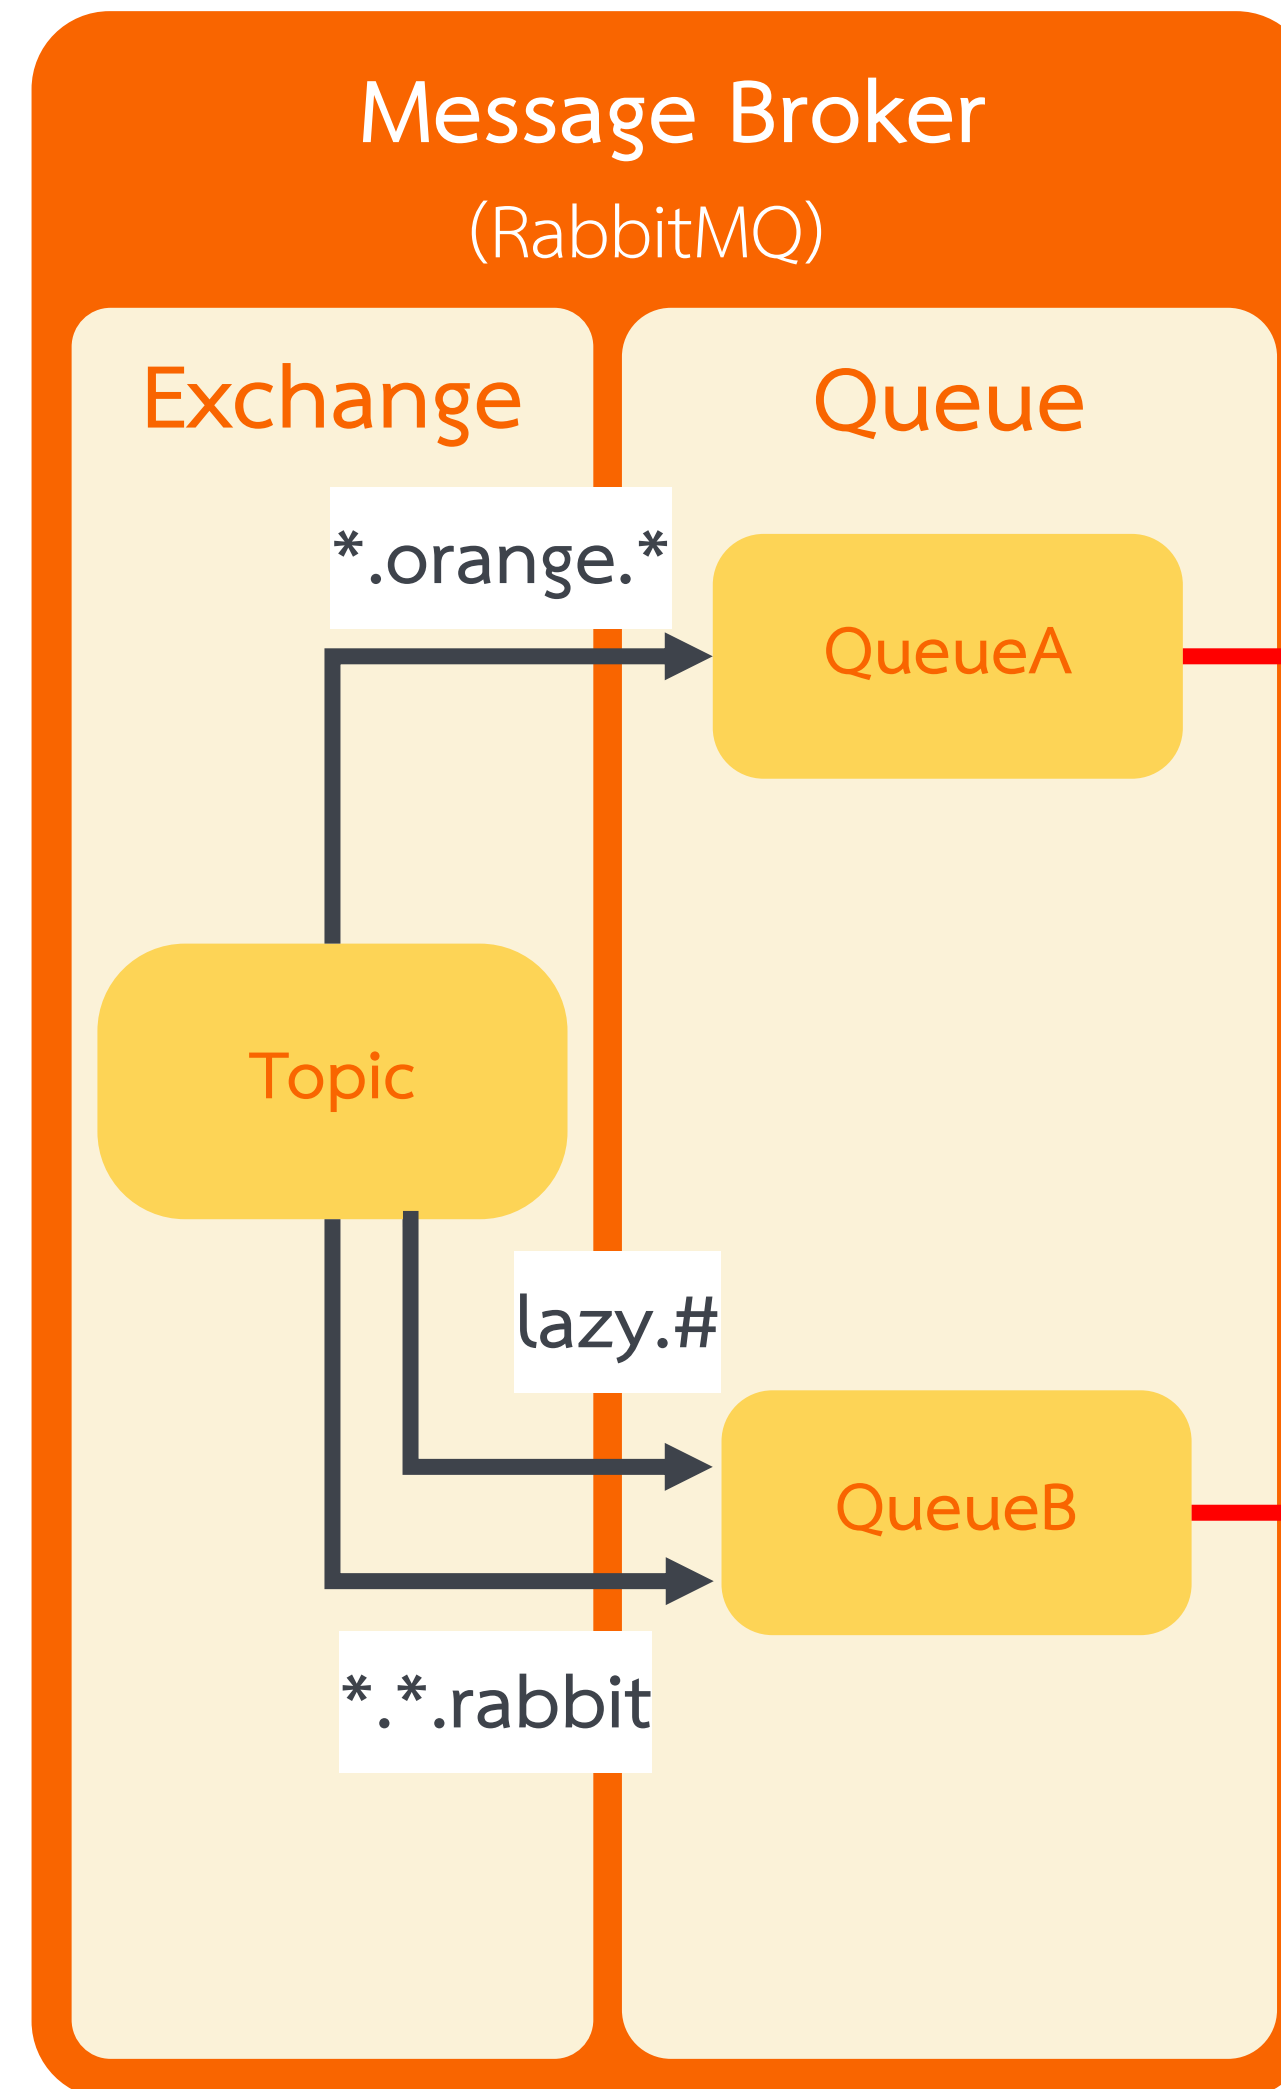 Message Broker
(RabbitMQ)
Exchange
Queue
*.orange.*
QueueA
Topic
lazy.#
QueueB
*.*.rabbit